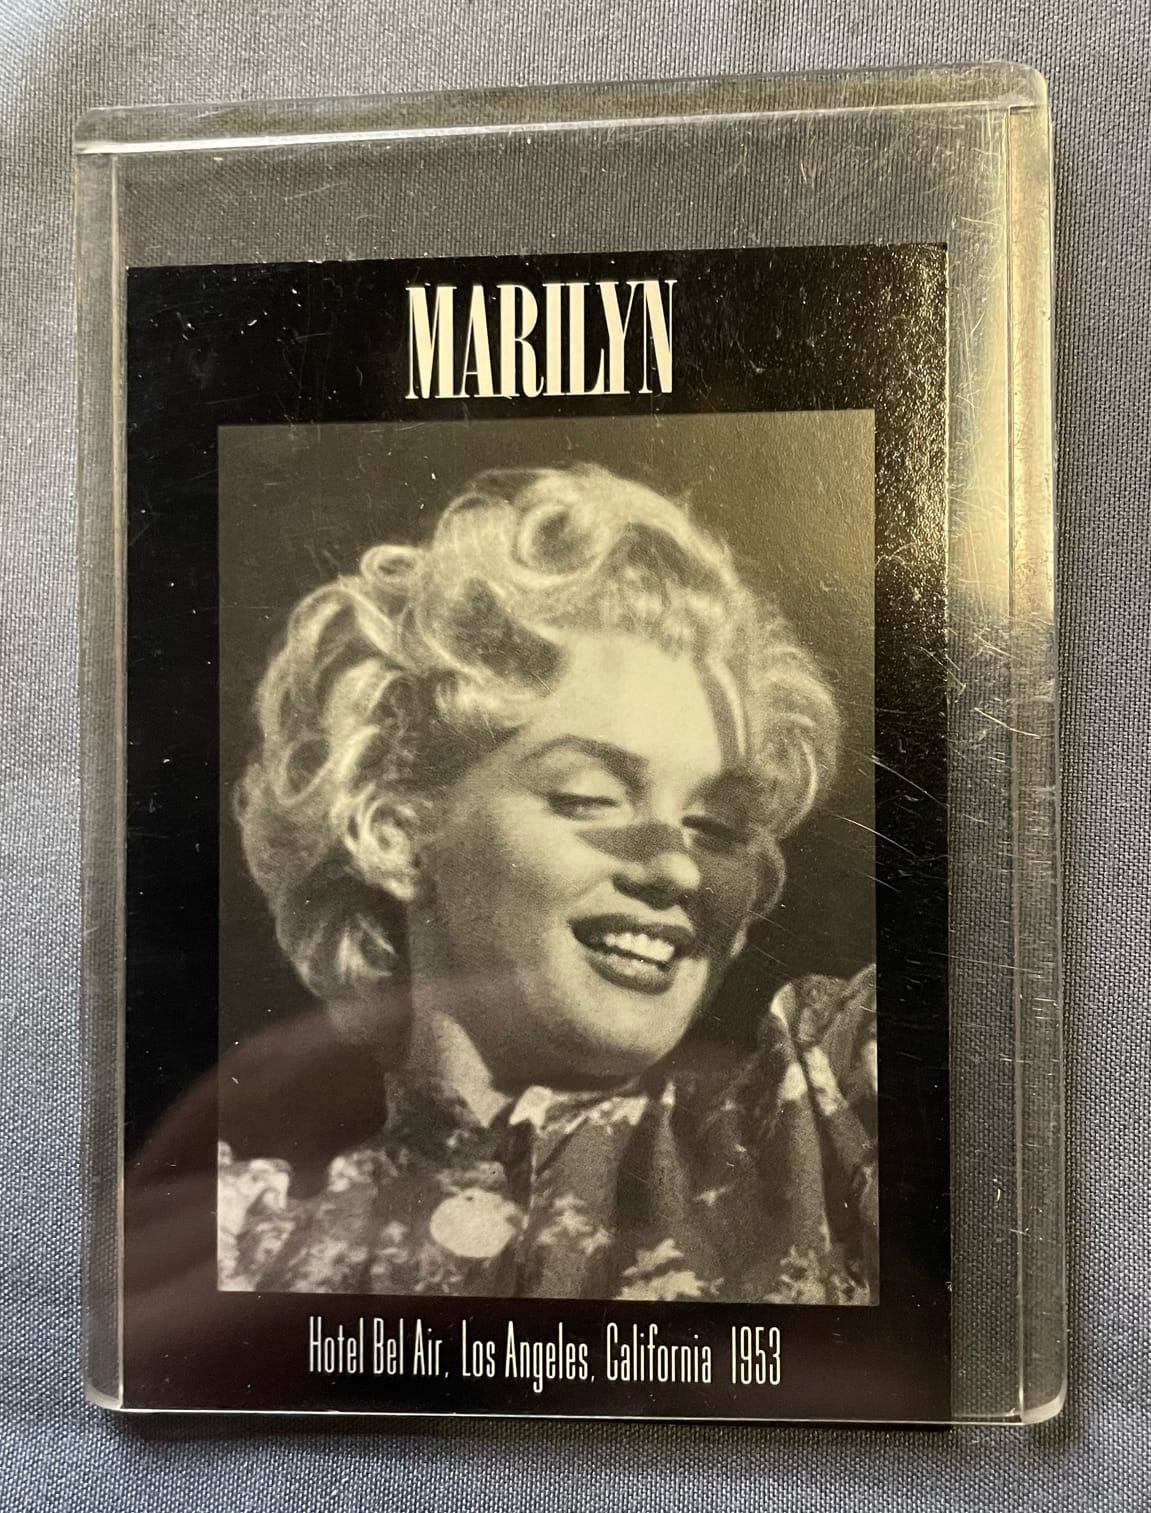 MARILYN
Hotel Bel Air, Los Angeles, California 1953